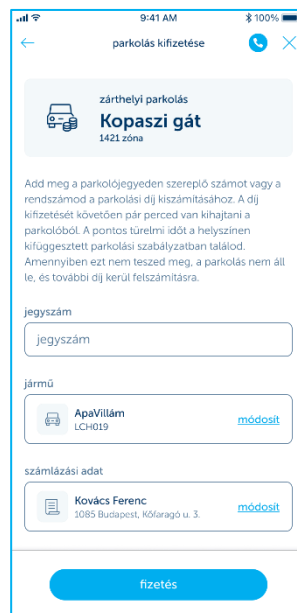 9:41 AM
100%
parkolás kifizetése
zárthelyi parkolás
Kopaszi gát
1421 zóna
Add meg a parkolójegyeden szereplő számot vagy a
rendszámod a parkolási díj kiszámításához. A díj
kifizetését követően pár perced van kihajtani a
parkolóból. A pontos türelmi időt a helyszínen
kifüggesztett parkolási szabályzatban találod.
Amennyiben ezt nem teszed meg, a parkolás nem áll
le, és további díj kerül felszámításra.
jegyszám
jegyszám
jármű
ApaVillám
LCH019
módosít
számlázási adat
Kovács Ferenc
1085 Budapest, Kőfaragó u. 3.
módosít
fizetés